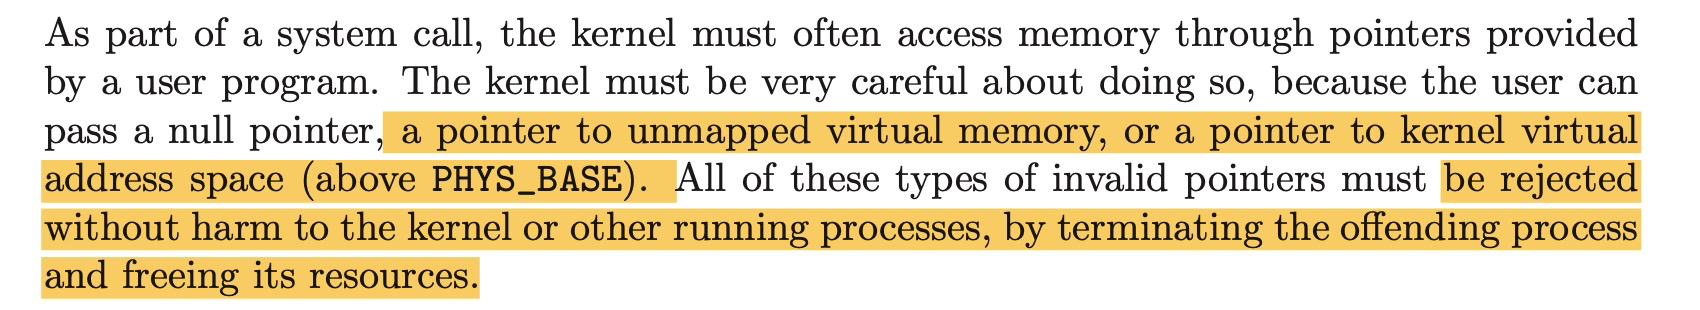 As part of a system call, the kernel must often access memory through pointers provided
by a user program. The kernel must be very careful about doing so, because the user can
pass a null pointer, a pointer to unmapped virtual memory, or a pointer to kernel virtual
address space (above PHYS_BASE). All of these types of invalid pointers must be rejected
without harm to the kernel or other running processes, by terminating the offending process
and freeing its resources.